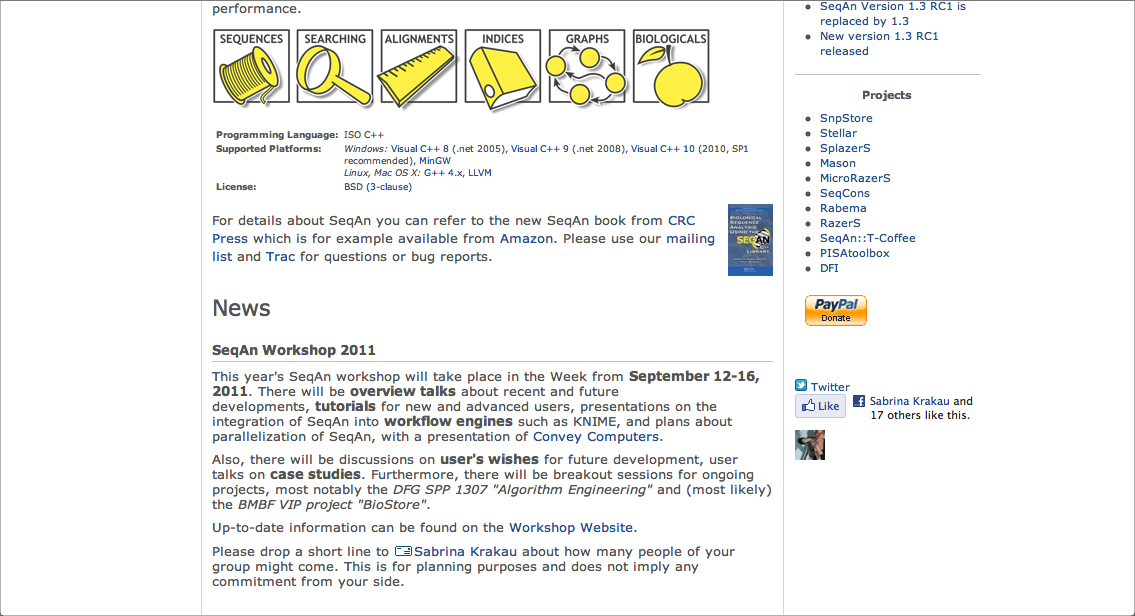 performance.
SEQUENCES SEARCHING ALIGNMENTS INDICES GRAPHS BIOLOGICALS
Programming Language: ISO C++
Supported Platforms: Windows: Visual C++ 8 (.net 2005), Visual C++ 9 (.net 2008), Visual C++ 10 (2010, SP1
recommended), MinGW
Linux, Mac OS X: G++ 4.x, LLVM
License: BSD (3-clause)
For details about SeqAn you can refer to the new SeqAn book from CRC
Press which is for example available from Amazon. Please use our mailing
list and Trac for questions or bug reports.
BIOLOGICAL
SEQUENCE
ANALYSIS
USING THE
SEQAN
C++
LIBRARY
News
SeqAn Workshop 2011
This year's SeqAn workshop will take place in the Week from September 12-16,
2011. There will be overview talks about recent and future
developments, tutorials for new and advanced users, presentations on the
integration of SeqAn into workflow engines such as KNIME, and plans about
parallelization of SeqAn, with a presentation of Convey Computers.
Also, there will be discussions on user's wishes for future development, user
talks on case studies. Furthermore, there will be breakout sessions for ongoing
projects, most notably the DFG SPP 1307 "Algorithm Engineering" and (most likely)
the BMBF VIP project "BioStore".
Up-to-date information can be found on the Workshop Website.
Please drop a short line to Sabrina Krakau about how many people of your
group might come. This is for planning purposes and does not imply any
commitment from your side.
SeqAn Version 1.3 RC1 is
replaced by 1.3
New version 1.3 RC1
released
Projects
SnpStore
Stellar
SplazerS
Mason
MicroRazerS
SeqCons
Rabema
RazerS
SeqAn::T-Coffee
PISAtoolbox
DFI
PayPal
Donate
Twitter
Like
Sabrina Krakau and
17 others like this.